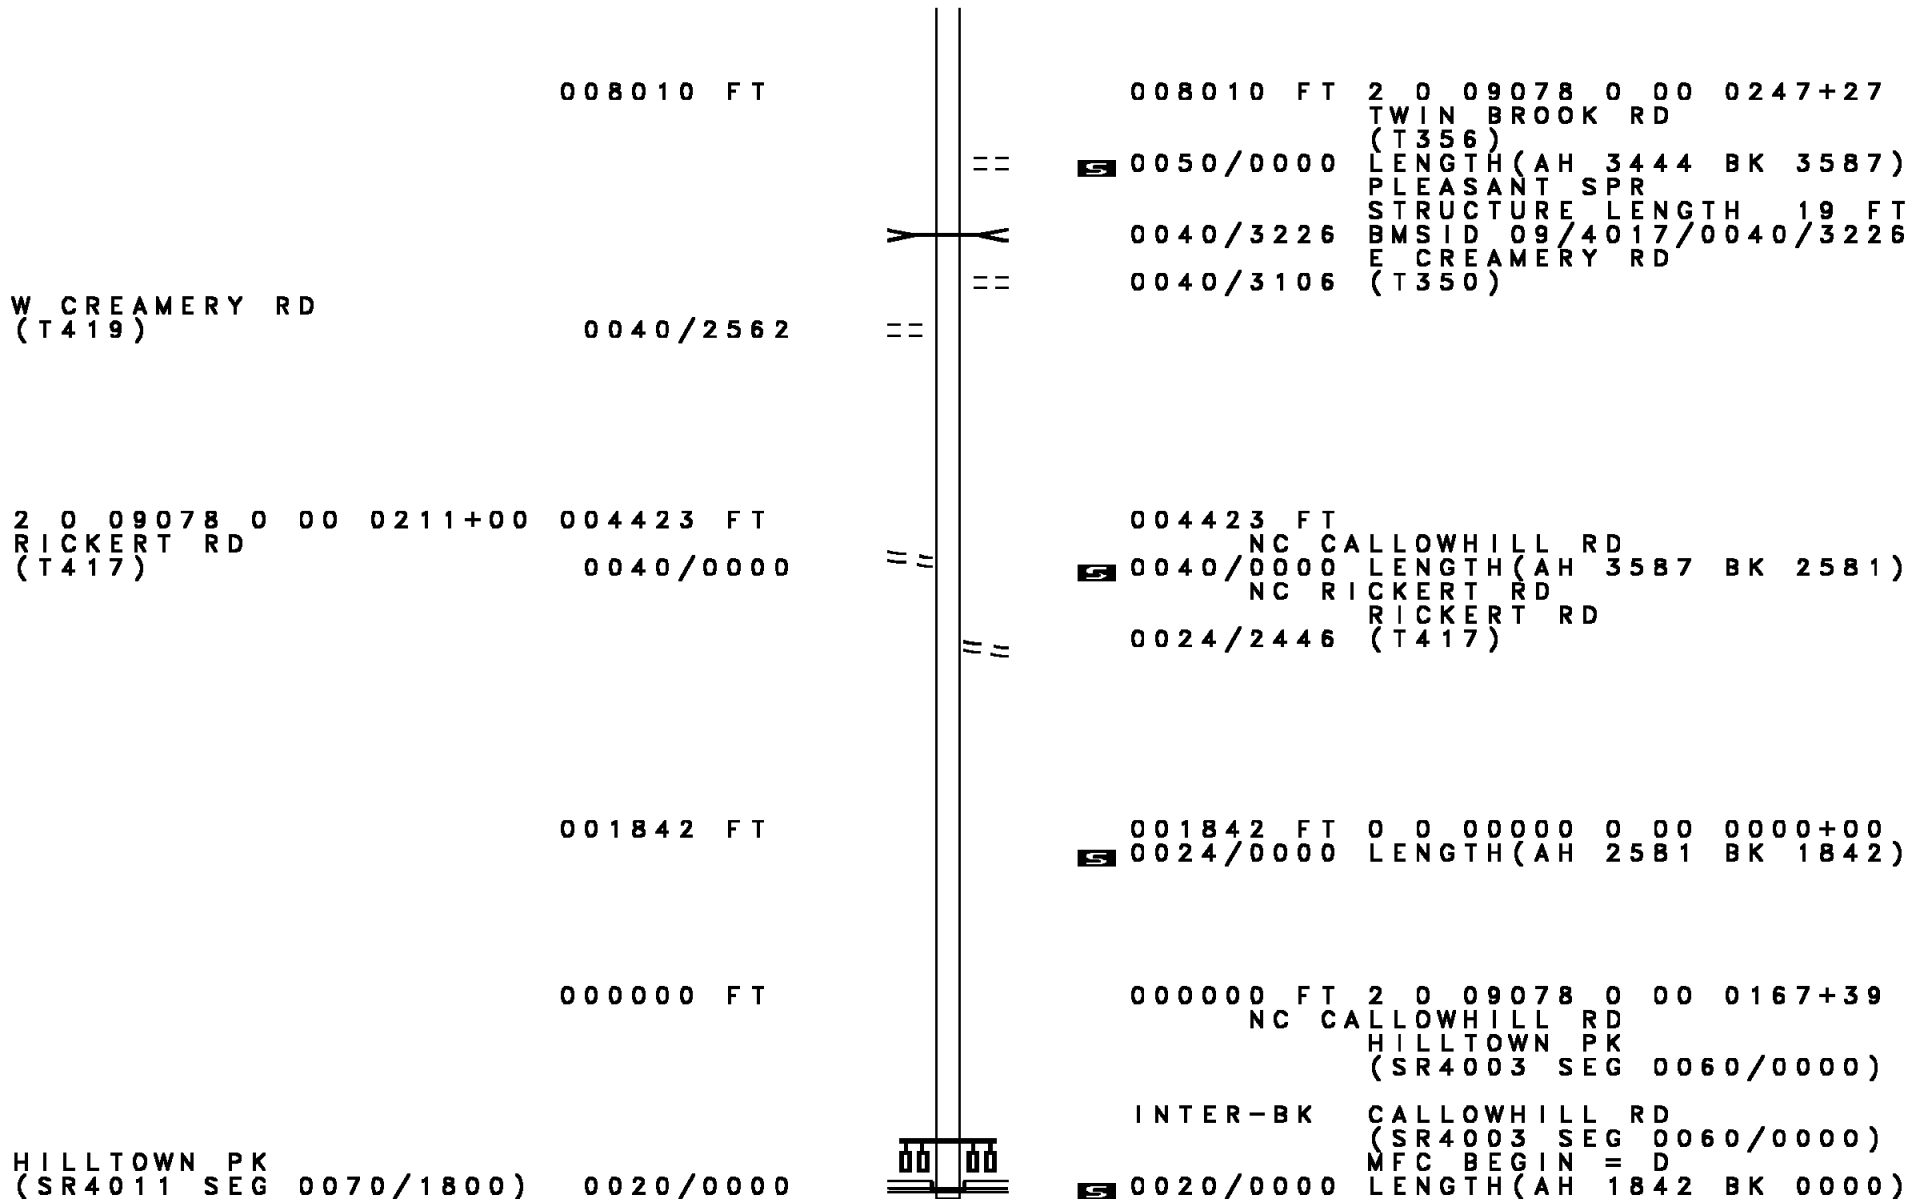 008010 FT 008010 FT 2 0 09078 0 00 0247+27
TWIN BROOK RD
(T356)
S 0050/0000 LENGTH(AH 3444 BK 3587)
PLEASANT SPR
STRUCTURE LENGTH 19 FT
0040/3226 BMSID 09/4017/0040/3226
E CREAMERY RD
0040/3106 (T350)
W CREAMERY RD
(T419) 0040/2562
2 0 09078 0 00 0211+00 004423 FT 004423 FT
RICKERT RD NC CALLOWHILL RD
(T417) 0040/0000 S 0040/0000 LENGTH(AH 3587 BK 2581)
NC RICKERT RD
RICKERT RD
0024/2446 (T417)
001842 FT 001842 FT 0 0 00000 0 00 0000+00
S 0024/0000 LENGTH(AH 2581 BK 1842)
000000 FT 000000 FT 2 0 09078 0 00 0167+39
NC CALLOWHILL RD
HILLTOWN PK
(SR4003 SEG 0060/0000)
INTER-BK CALLOWHILL RD
(SR4003 SEG 0060/0000)
HILLTOWN PK MFC BEGIN = D
(SR4011 SEG 0070/1800) 0020/0000 S 0020/0000 LENGTH(AH 1842 BK 0000)